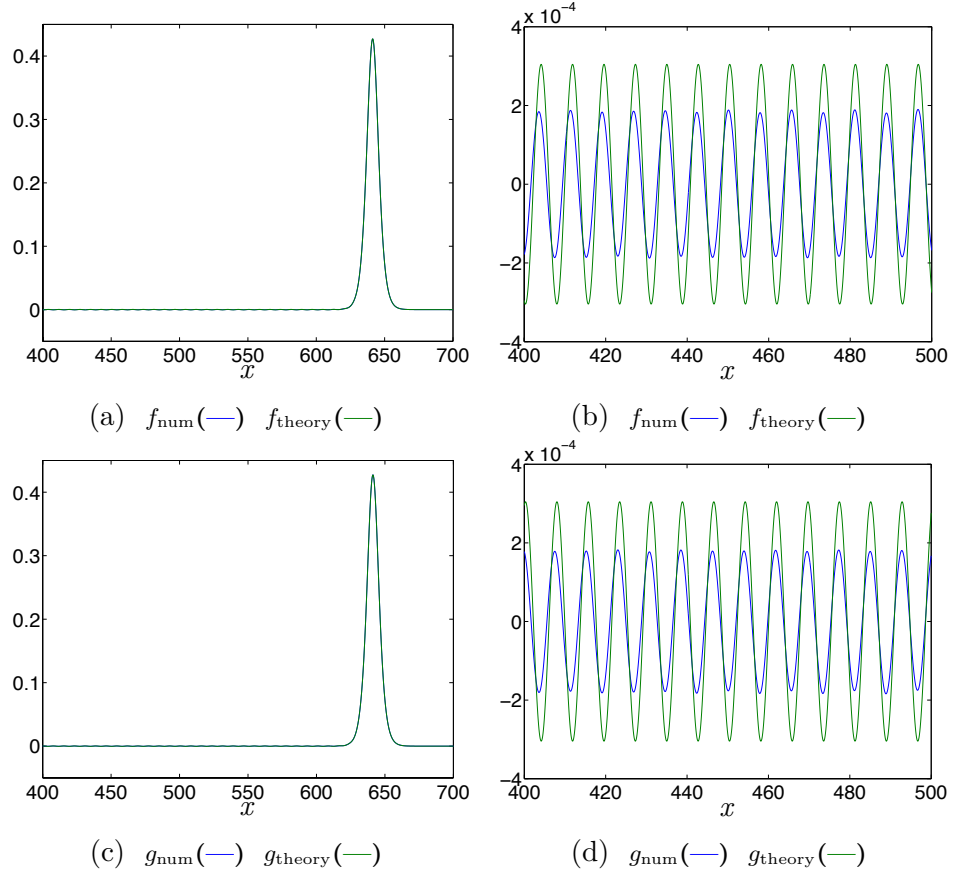 0.4
0.3
0.2
0.1
0
400 450 500 550 600 650 700
x
(a) f_num(—) f_theory(—)
x 10^−4
4
2
0
−2
−4
400 420 440 460 480 500
x
(b) f_num(—) f_theory(—)
0.4
0.3
0.2
0.1
0
400 450 500 550 600 650 700
x
(c) g_num(—) g_theory(—)
x 10^−4
4
2
0
−2
−4
400 420 440 460 480 500
x
(d) g_num(—) g_theory(—)